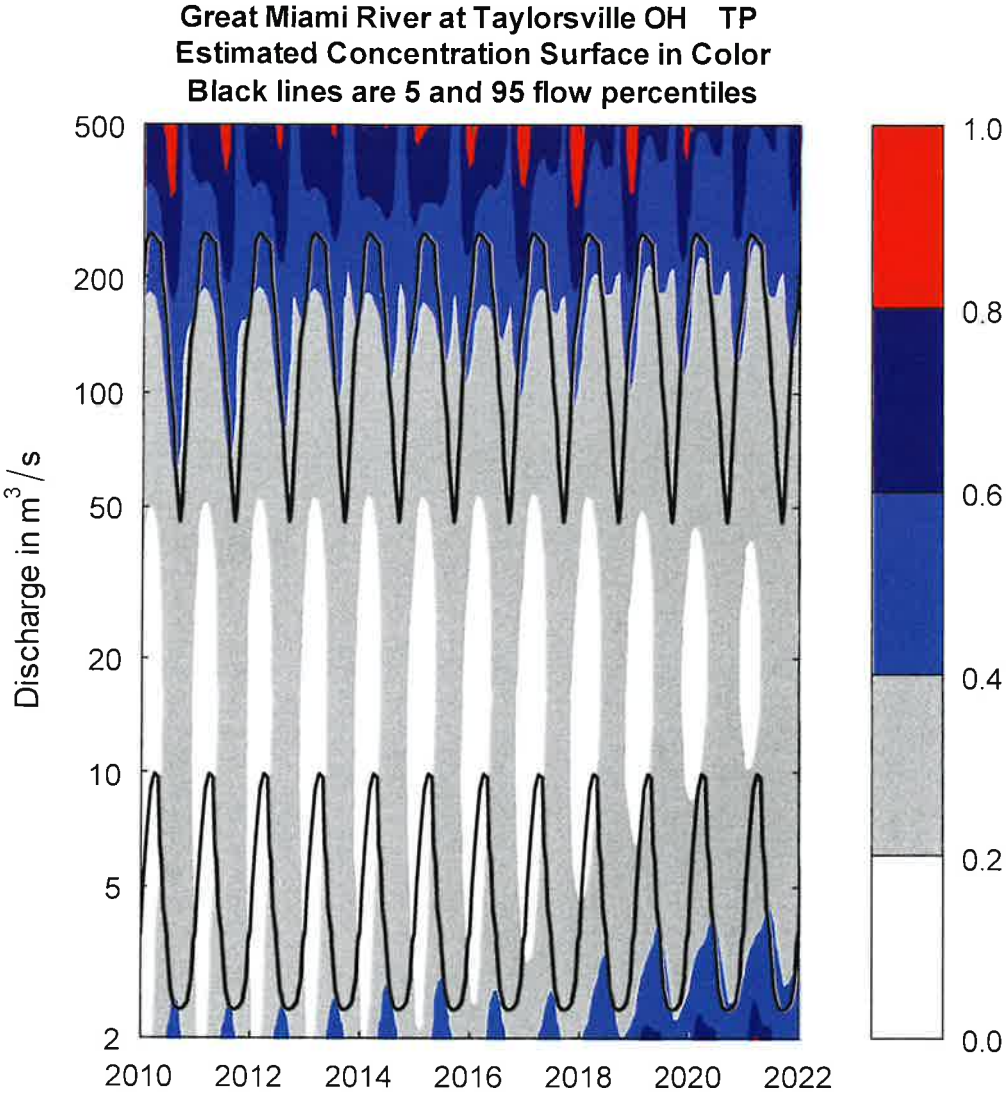 Great Miami River at Taylorsville OH TP
Estimated Concentration Surface in Color
Black lines are 5 and 95 flow percentiles
500
200
100
50
20
10
5
2
Discharge in m³/s
2010 2012 2014 2016 2018 2020 2022
1.0
0.8
0.6
0.4
0.2
0.0